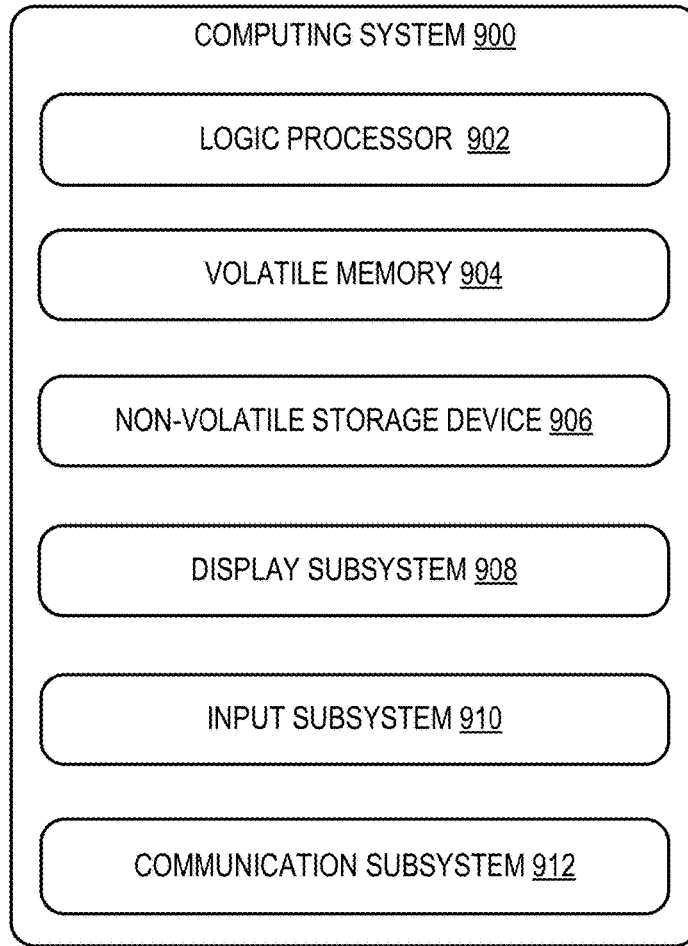 COMPUTING SYSTEM 900
LOGIC PROCESSOR 902
VOLATILE MEMORY 904
NON-VOLATILE STORAGE DEVICE 906
DISPLAY SUBSYSTEM 908
INPUT SUBSYSTEM 910
COMMUNICATION SUBSYSTEM 912